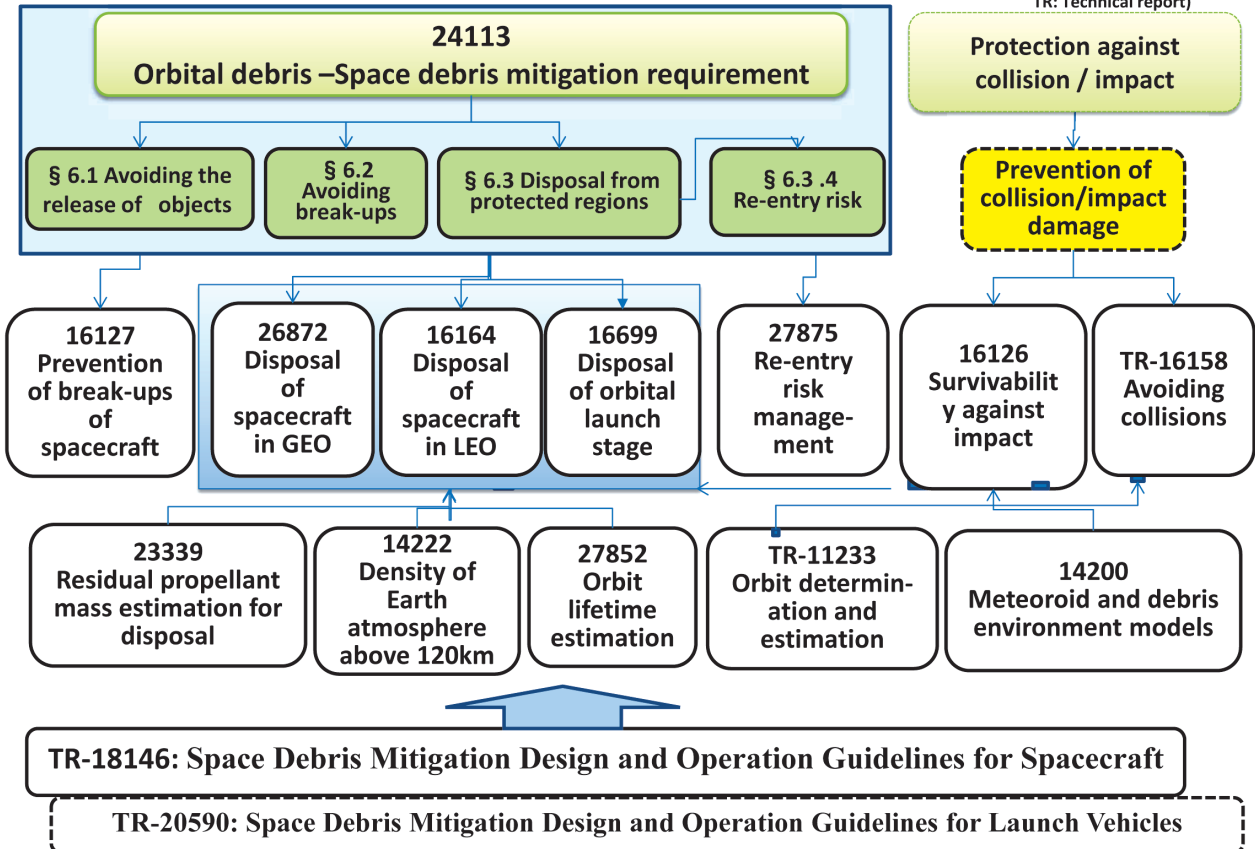 TR: Technical report)
24113
Orbital debris –Space debris mitigation requirement
Protection against
collision / impact
§ 6.1 Avoiding the
release of objects
§ 6.2
Avoiding
break-ups
§ 6.3 Disposal from
protected regions
§ 6.3 .4
Re-entry risk
Prevention of
collision/impact
damage
16127
Prevention
of break-ups
of
spacecraft
26872
Disposal
of
spacecraft
in GEO
16164
Disposal
of
spacecraft
in LEO
16699
Disposal
of orbital
launch
stage
27875
Re-entry
risk
manage-
ment
16126
Survivabilit
y against
impact
TR-16158
Avoiding
collisions
23339
Residual propellant
mass estimation for
disposal
14222
Density of
Earth
atmosphere
above 120km
27852
Orbit
lifetime
estimation
TR-11233
Orbit determin-
ation and
estimation
14200
Meteoroid and debris
environment models
TR-18146: Space Debris Mitigation Design and Operation Guidelines for Spacecraft
TR-20590: Space Debris Mitigation Design and Operation Guidelines for Launch Vehicles